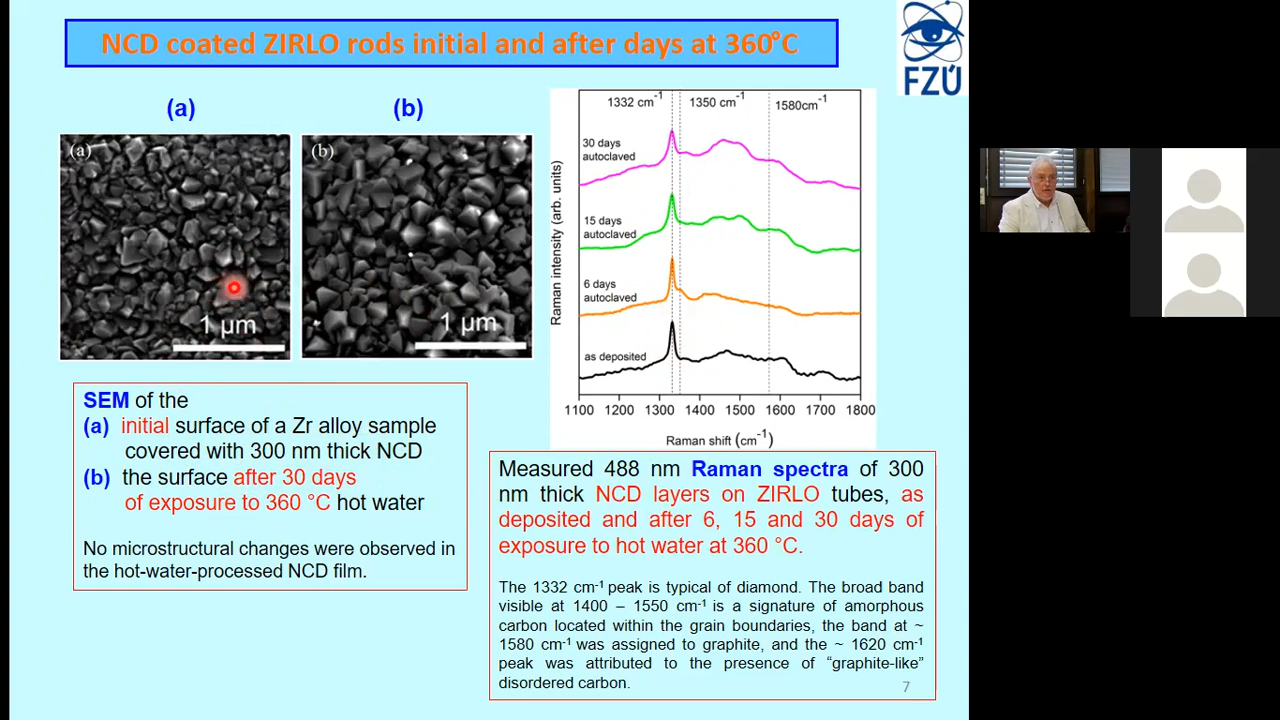 NCD coated ZIRLO rods initial and after days at 360°C
FZÚ
(a)
(b)
(a)
1 µm
(b)
1 µm
1332 cm⁻¹
1350 cm⁻¹
1580cm⁻¹
30 days
autoclaved
15 days
autoclaved
6 days
autoclaved
as deposited
Raman intensity (arb. units)
1100 1200 1300 1400 1500 1600 1700 1800
Raman shift (cm⁻¹)
SEM of the
(a) initial surface of a Zr alloy sample
covered with 300 nm thick NCD
(b) the surface after 30 days
of exposure to 360 °C hot water
No microstructural changes were observed in
the hot-water-processed NCD film.
Measured 488 nm Raman spectra of 300
nm thick NCD layers on ZIRLO tubes, as
deposited and after 6, 15 and 30 days of
exposure to hot water at 360 °C.
The 1332 cm⁻¹ peak is typical of diamond. The broad band
visible at 1400 – 1550 cm⁻¹ is a signature of amorphous
carbon located within the grain boundaries, the band at ~
1580 cm⁻¹ was assigned to graphite, and the ~ 1620 cm⁻¹
peak was attributed to the presence of “graphite-like”
disordered carbon.
7